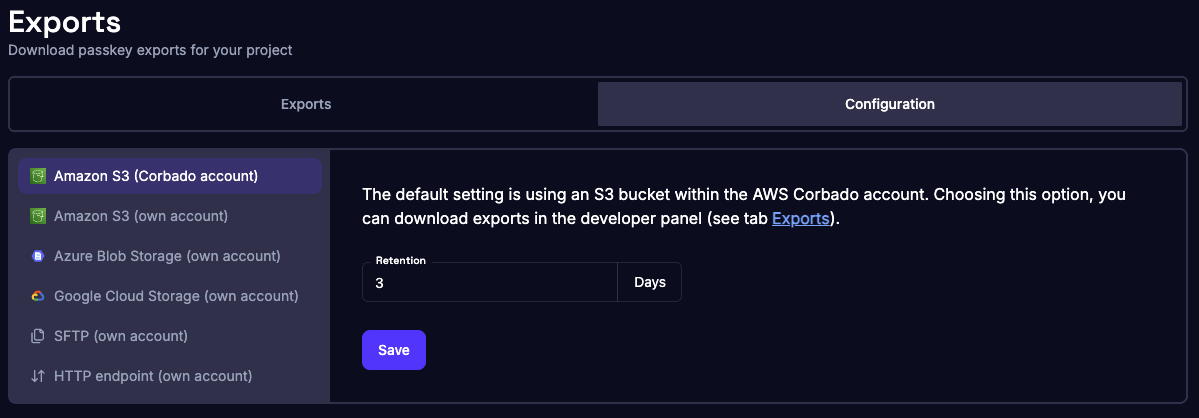 Exports
Download passkey exports for your project
Exports
Configuration
Amazon S3 (Corbado account)
Amazon S3 (own account)
Azure Blob Storage (own account)
Google Cloud Storage (own account)
SFTP (own account)
HTTP endpoint (own account)
The default setting is using an S3 bucket within the AWS Corbado account. Choosing this option, you
can download exports in the developer panel (see tab Exports).
Retention
3
Days
Save